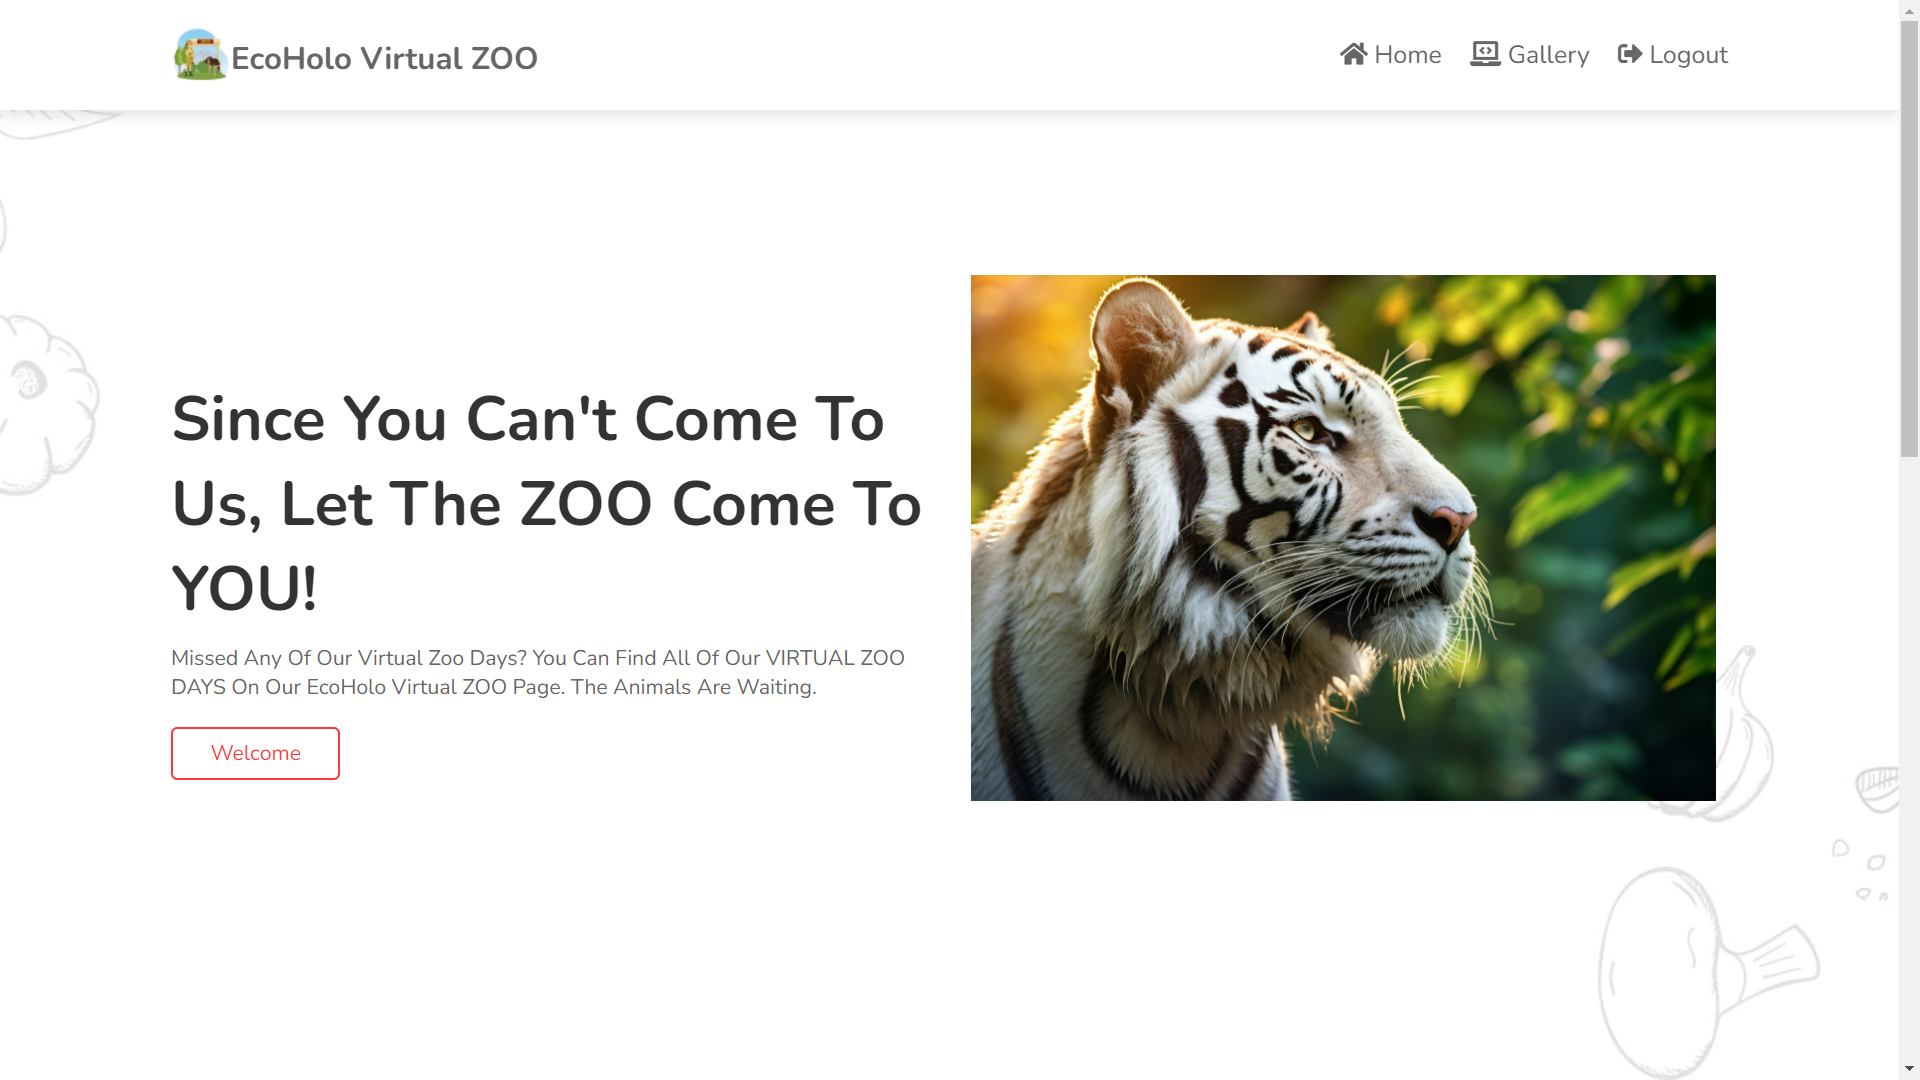 EcoHolo Virtual ZOO
Home
Gallery
Logout
Since You Can't Come To
Us, Let The ZOO Come To
YOU!
Missed Any Of Our Virtual Zoo Days? You Can Find All Of Our VIRTUAL ZOO
DAYS On Our EcoHolo Virtual ZOO Page. The Animals Are Waiting.
Welcome